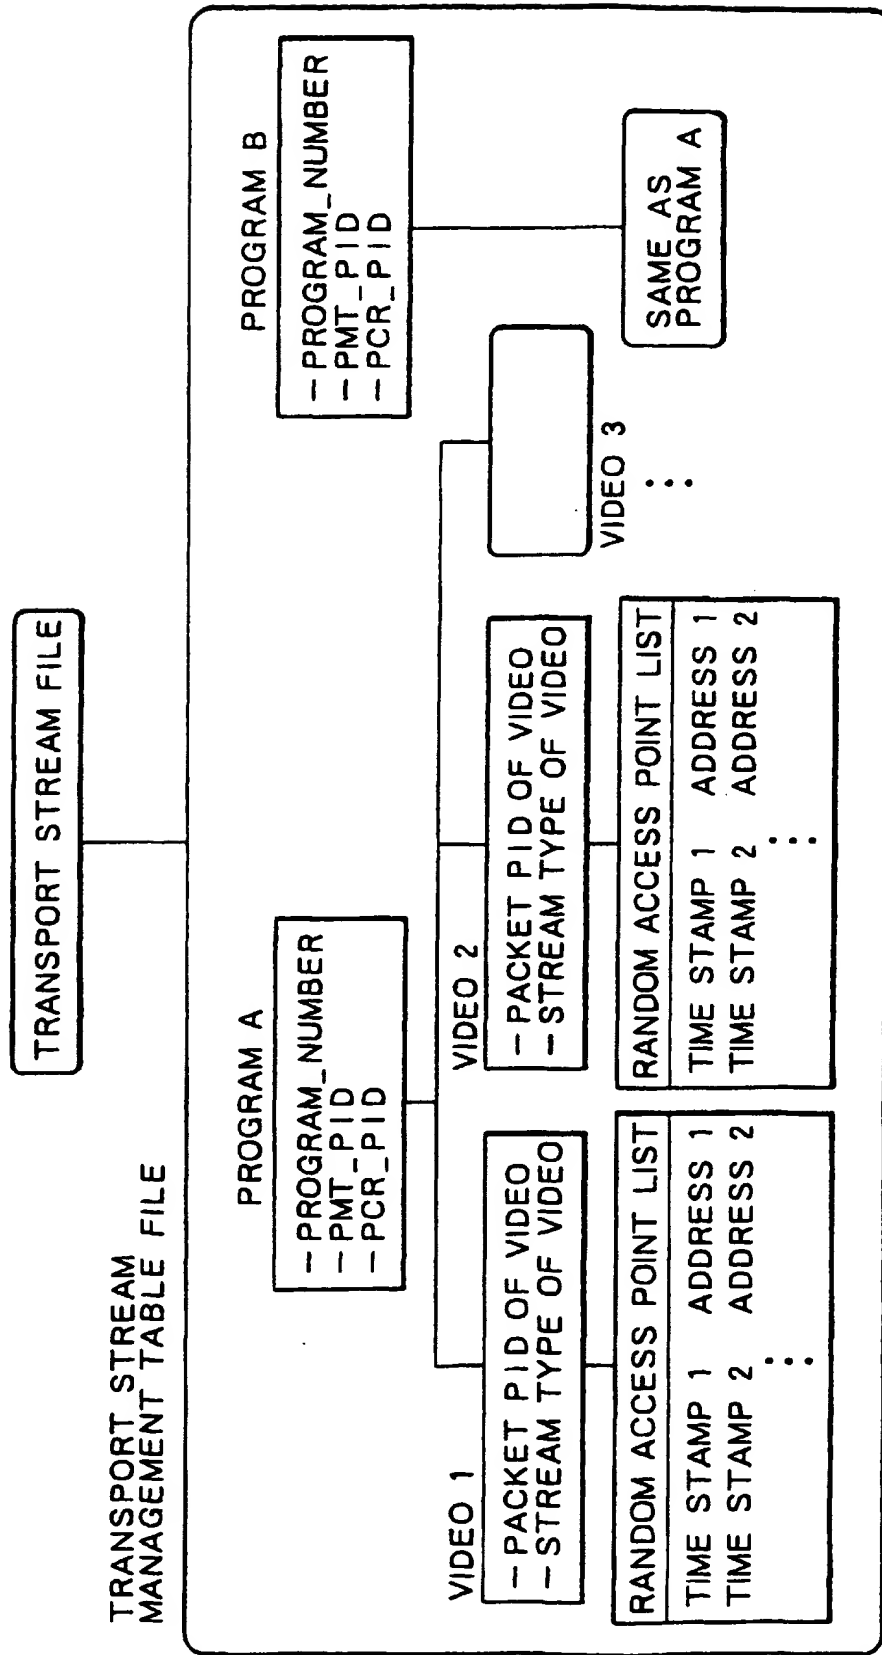 TRANSPORT STREAM FILE
TRANSPORT STREAM
MANAGEMENT TABLE FILE
PROGRAM A
-PROGRAM_NUMBER
-PMT_PID
-PCR_PID
PROGRAM B
-PROGRAM_NUMBER
-PMT_PID
-PCR_PID
VIDEO 1
-PACKET PID OF VIDEO
-STREAM TYPE OF VIDEO
VIDEO 2
-PACKET PID OF VIDEO
-STREAM TYPE OF VIDEO
VIDEO 3
⋮
SAME AS
PROGRAM A
RANDOM ACCESS POINT LIST
TIME STAMP 1 ADDRESS 1
TIME STAMP 2 ADDRESS 2
⋮
RANDOM ACCESS POINT LIST
TIME STAMP 1 ADDRESS 1
TIME STAMP 2 ADDRESS 2
⋮